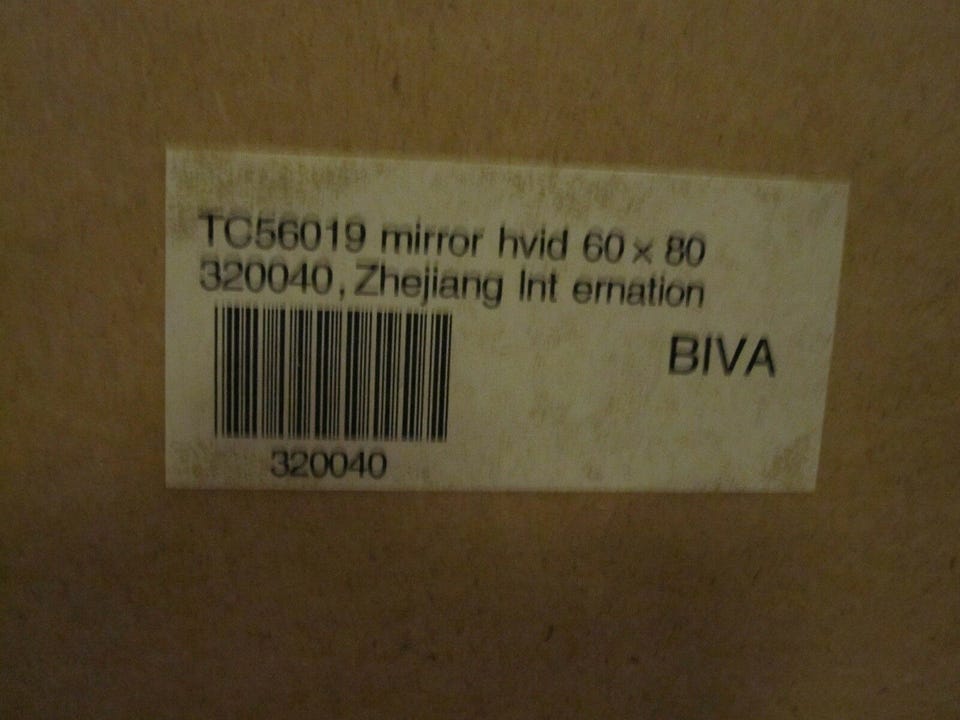 TC56019 mirror hvid 60 x 80
320040, Zhejiang Int ernation
BIVA
320040